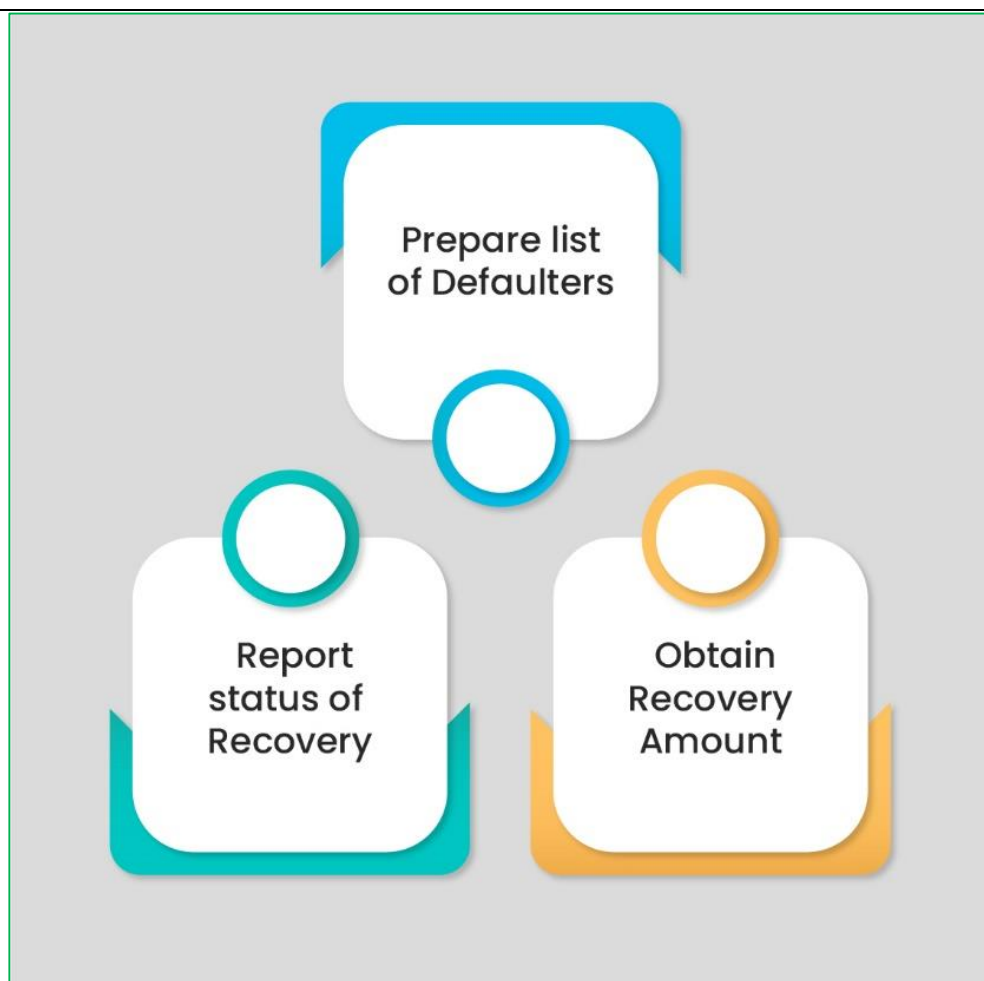 Prepare list
of Defaulters
Report
status of
Recovery
Obtain
Recovery
Amount